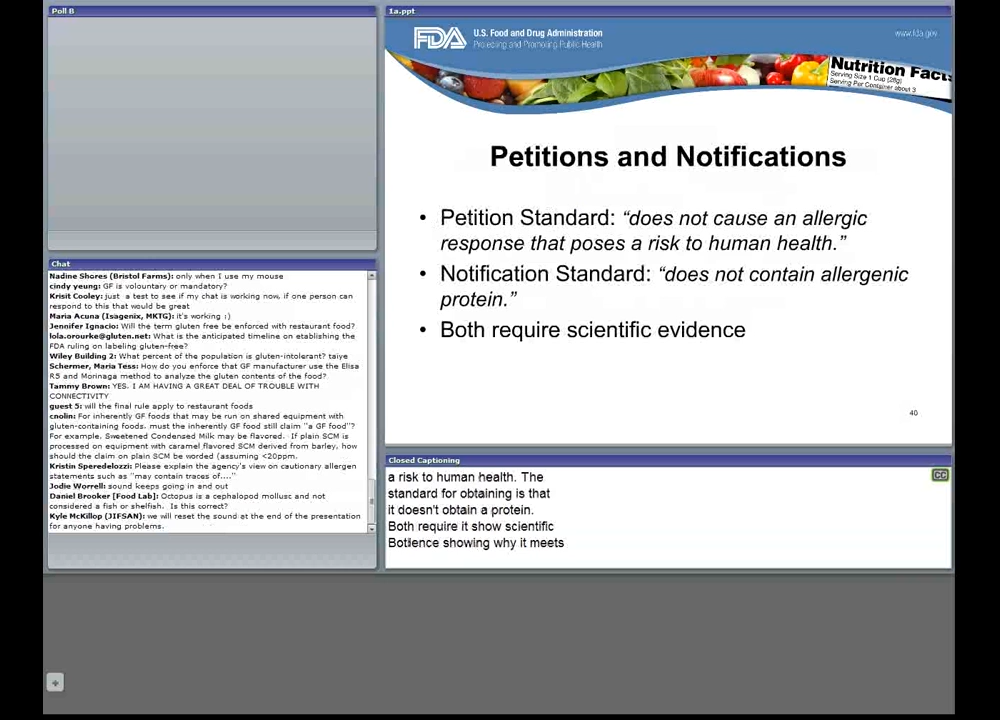 Poll 8
1a.ppt
FDA
U.S. Food and Drug Administration
Protecting and Promoting Public Health
www.fda.gov
Nutrition Facts
Serving Size 1 Cup (28g)
Serving Per Container about 3
Petitions and Notifications
• Petition Standard: “does not cause an allergic
response that poses a risk to human health.”
• Notification Standard: “does not contain allergenic
protein.”
• Both require scientific evidence
40
Chat
Nadine Shores (Bristol Farms): only when I use my mouse
cindy yeung: GF is volountary or mandatory?
Krisit Cooley: just a test to see if my chat is working now, if one person can
respond to this that would be great
Maria Acuna (Isagenix, MKTG): it's working :)
Jennifer Ignacio: Will the term gluten free be enforced with restaurant food?
lola.orourke@gluten.net: What is the anticipated timeline on etablishing the
FDA ruling on labeling gluten-free?
Wiley Building 2: What percent of the population is gluten-intolerant? taiye
Schermer, Maria Tess: How do you enforce that GF manufacturer use the Elisa
R5 and Morinaga method to analyze the gluten contents of the food?
Tammy Brown: YES. I AM HAVING A GREAT DEAL OF TROUBLE WITH
CONNECTIVITY
guest 5: will the final rule apply to restaurant foods
cnolin: For inherently GF foods that may be run on shared equipment with
gluten-containing foods. must the inherently GF food still claim "a GF food"?
For example, Sweetened Condensed Milk may be flavored. If plain SCM is
processed on equipment with caramel flavored SCM derived from barley, how
should the claim on plain SCM be worded (assuming <20ppm.
Kristin Speredelozzi: Please explain the agency's view on cautionary allergen
statements such as "may contain traces of...."
Jodie Worrell: sound keeps going in and out
Daniel Brooker [Food Lab]: Octopus is a cephalopod mollusc and not
considered a fish or shelfish. Is this correct?
Kyle McKillop (JIFSAN): we will reset the sound at the end of the presentation
for anyone having problems.
Closed Captioning
CC
a risk to human health. The
standard for obtaining is that
it doesn't obtain a protein.
Both require it show scientific
showing why it meets